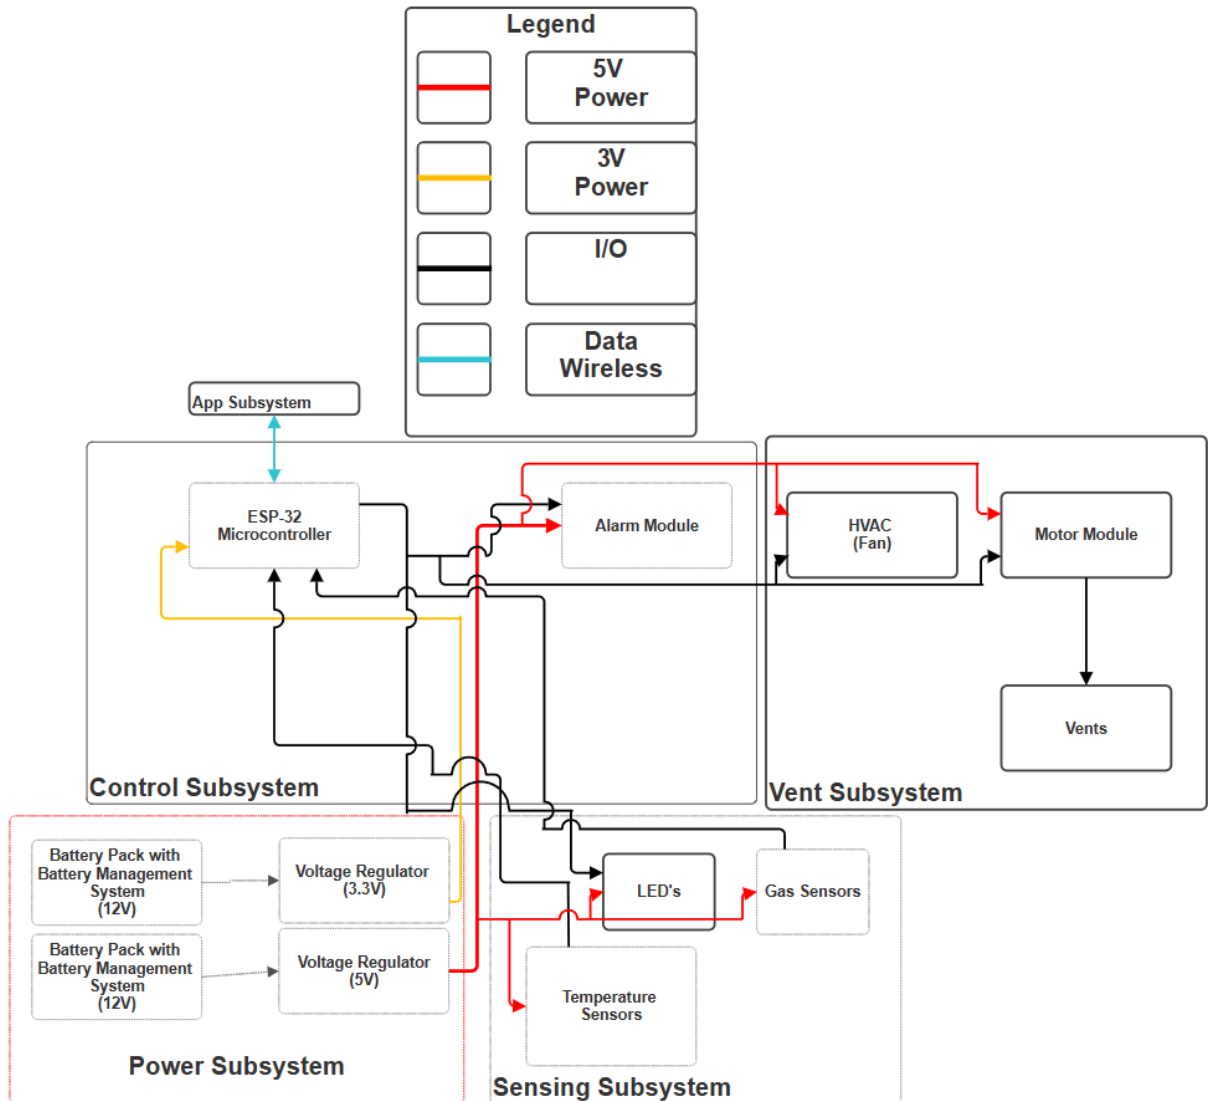 Legend
5V
Power
3V
Power
I/O
Data
Wireless
App Subsystem
ESP-32
Microcontroller
Alarm Module
HVAC
(Fan)
Motor Module
Vents
Control Subsystem
Vent Subsystem
Battery Pack with
Battery Management
System
(12V)
Voltage Regulator
(3.3V)
Battery Pack with
Battery Management
System
(12V)
Voltage Regulator
(5V)
Power Subsystem
LED's
Gas Sensors
Temperature
Sensors
Sensing Subsystem